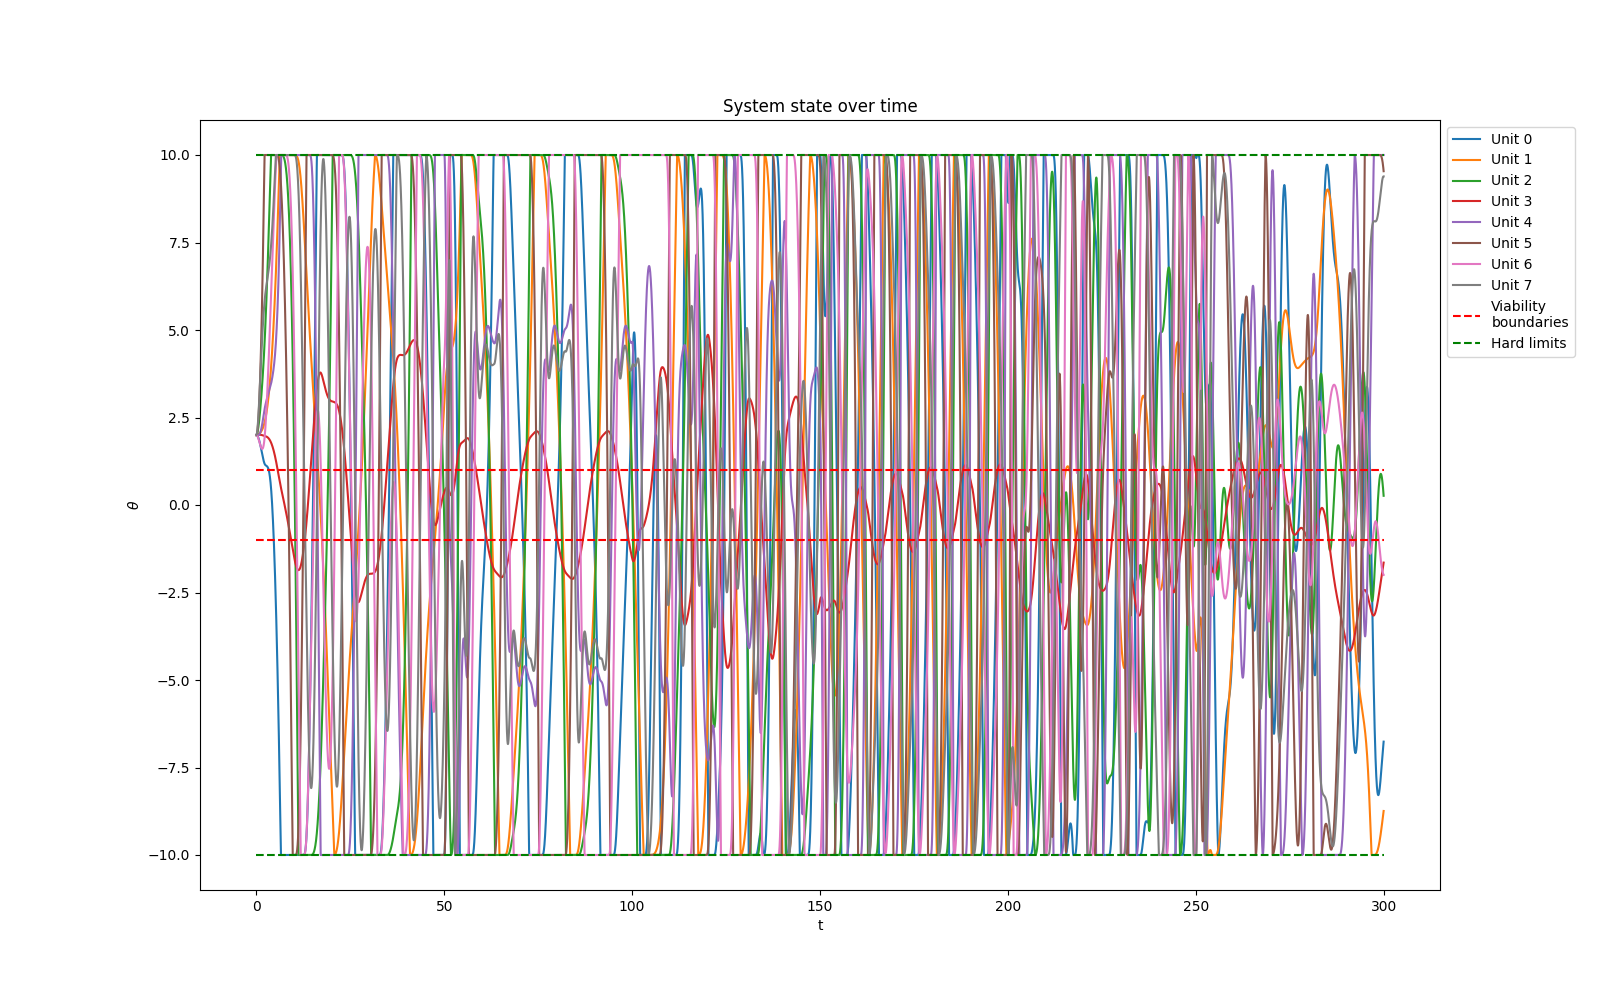 System state over time
10.0
7.5
5.0
2.5
0.0
−2.5
−5.0
−7.5
−10.0
θ
0
50
100
150
200
250
300
t
Unit 0
Unit 1
Unit 2
Unit 3
Unit 4
Unit 5
Unit 6
Unit 7
Viability
boundaries
Hard limits